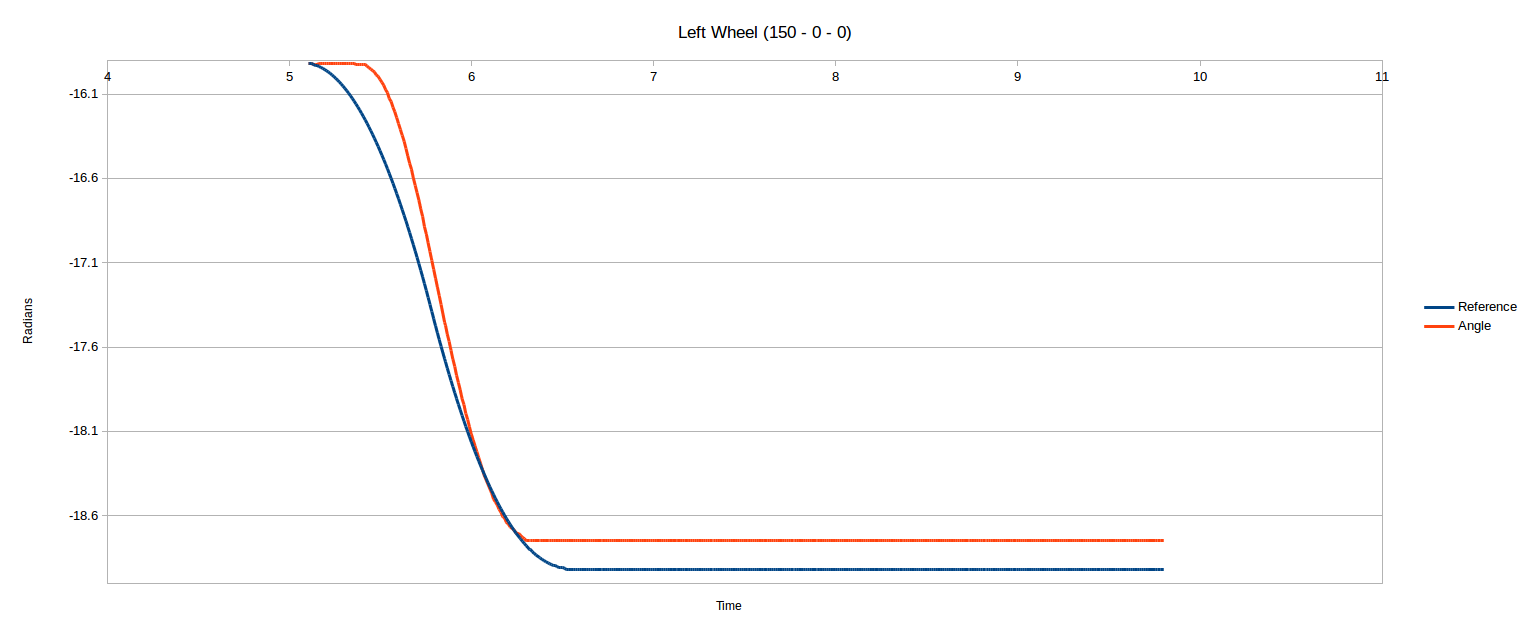 Left Wheel (150 - 0 - 0)
4 5 6 7 8 9 10 11
-16.1
-16.6
-17.1
-17.6
-18.1
-18.6
Radians
Time
Reference
Angle